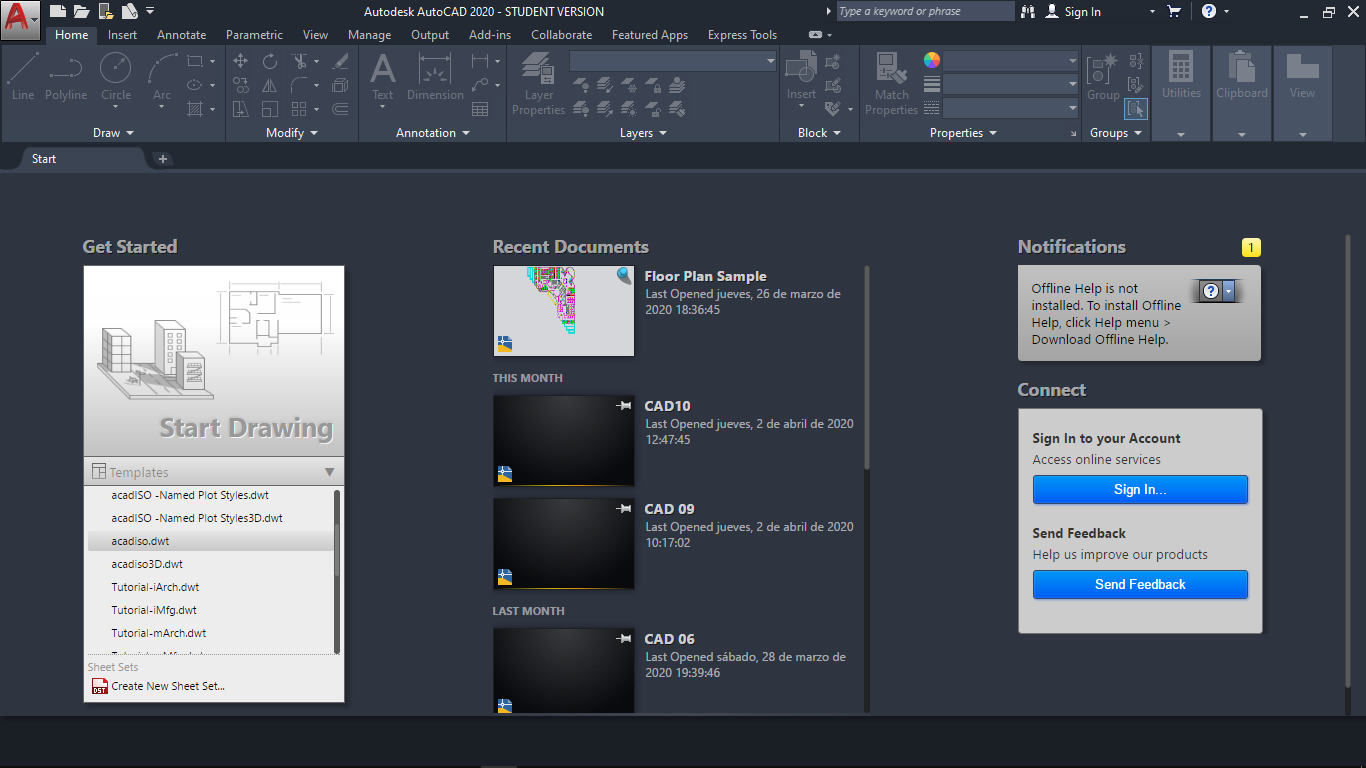 Autodesk AutoCAD 2020 - STUDENT VERSION
Type a keyword or phrase
Sign In
Home Insert Annotate Parametric View Manage Output Add-ins Collaborate Featured Apps Express Tools
Line Polyline Circle Arc
Draw
Modify
Text Dimension
Annotation
Layer Properties
Layers
Insert
Block
Match Properties
Properties
Group
Groups
Utilities
Clipboard
View
Start
Get Started
Start Drawing
Templates
acadISO -Named Plot Styles.dwt
acadISO -Named Plot Styles3D.dwt
acadiso.dwt
acadiso3D.dwt
Tutorial-iArch.dwt
Tutorial-iMfg.dwt
Tutorial-mArch.dwt
Sheet Sets
DST
Create New Sheet Set...
Recent Documents
Floor Plan Sample
Last Opened jueves, 26 de marzo de
2020 18:36:45
THIS MONTH
CAD10
Last Opened jueves, 2 de abril de 2020
12:47:45
CAD 09
Last Opened jueves, 2 de abril de 2020
10:17:02
LAST MONTH
CAD 06
Last Opened sábado, 28 de marzo de
2020 19:39:46
Notifications
1
Offline Help is not
installed. To install Offline
Help, click Help menu >
Download Offline Help.
Connect
Sign In to your Account
Access online services
Sign In...
Send Feedback
Help us improve our products
Send Feedback